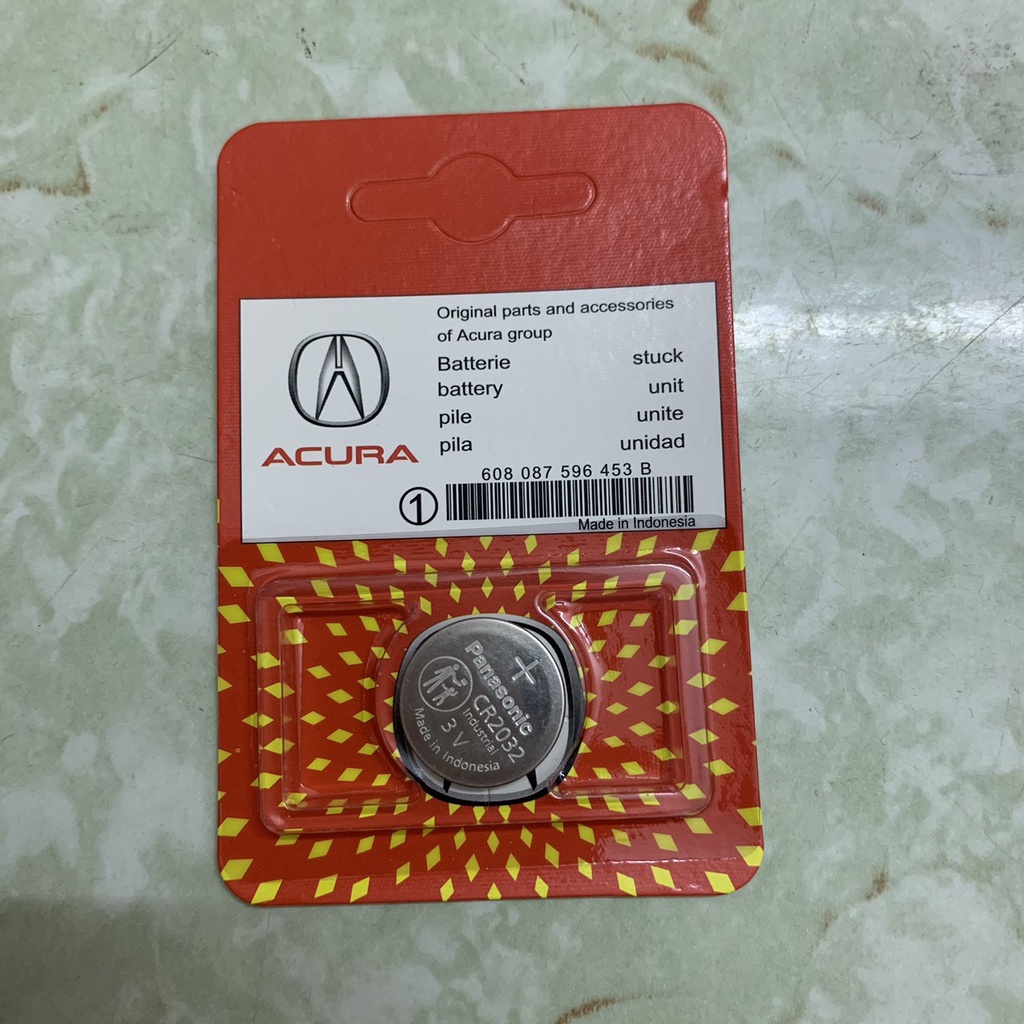 Original parts and accessories
of Acura group
Batterie stuck
battery unit
pile unite
pila unidad
ACURA
608 087 596 453 B
1
Made in Indonesia
+
Panasonic
CR2032
Industrial
3 V
Made in Indonesia